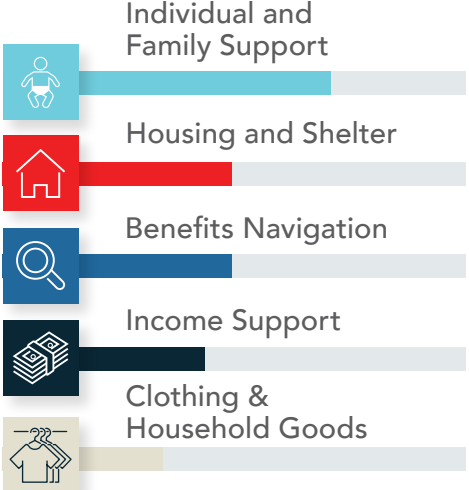 Individual and
Family Support
Housing and Shelter
Benefits Navigation
Income Support
Clothing &
Household Goods